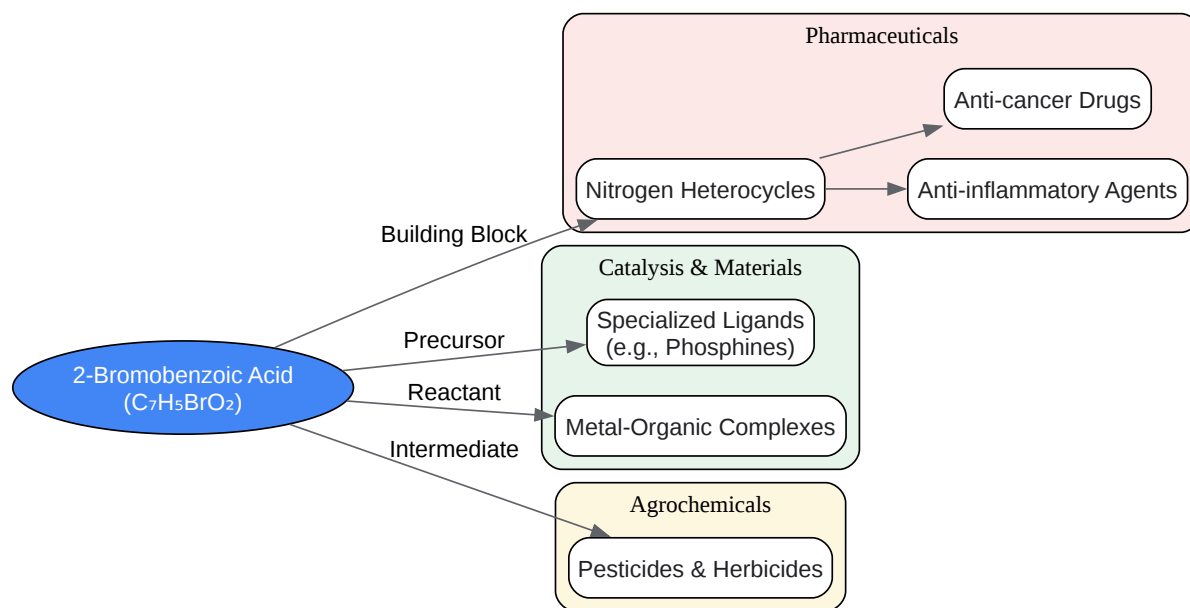 Pharmaceuticals
Anti-cancer Drugs
Nitrogen Heterocycles
Anti-inflammatory Agents
Building Block
Catalysis & Materials
Specialized Ligands
(e.g., Phosphines)
Precursor
2-Bromobenzoic Acid
(C₇H₅BrO₂)
Reactant
Metal-Organic Complexes
Intermediate
Agrochemicals
Pesticides & Herbicides